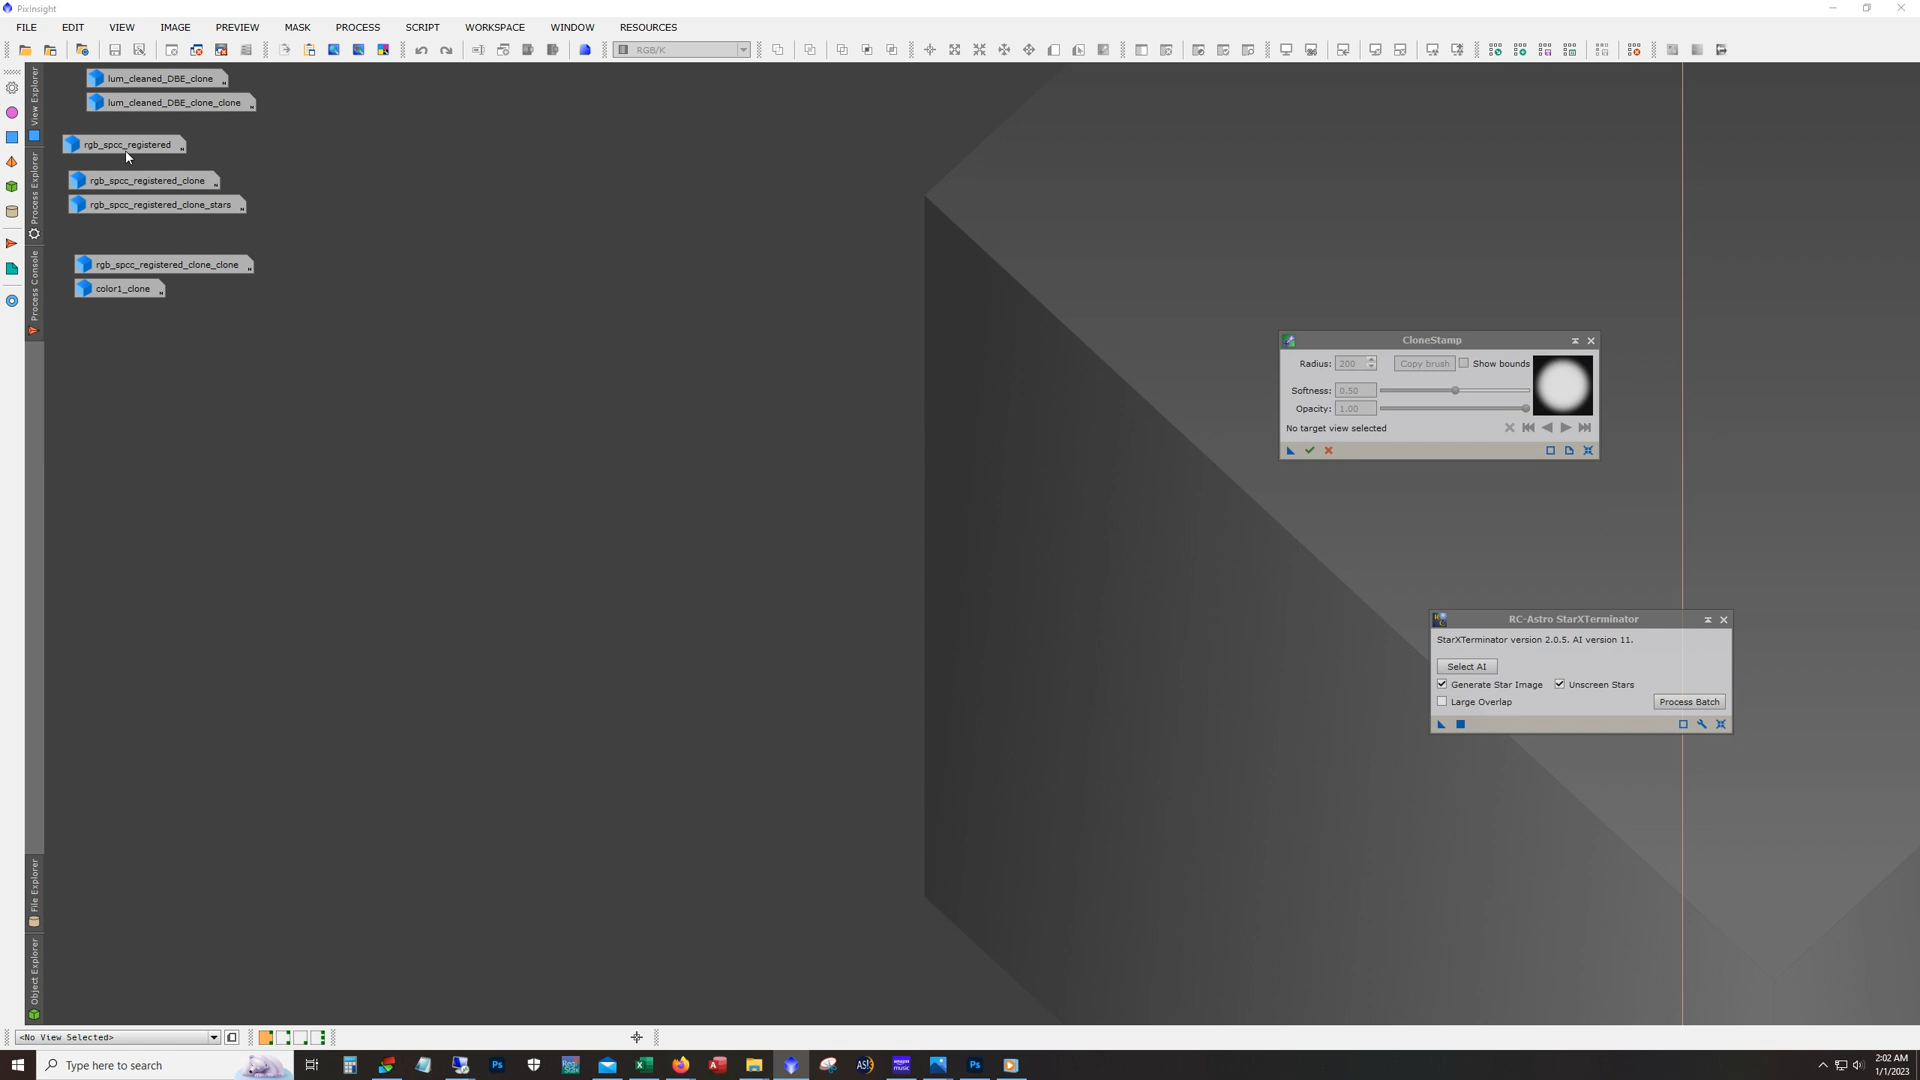 PixInsight
FILE EDIT VIEW IMAGE PREVIEW MASK PROCESS SCRIPT WORKSPACE WINDOW RESOURCES
RGB/K
View Explorer
Process Explorer
Process Console
File Explorer
Object Explorer
lum_cleaned_DBE_clone
lum_cleaned_DBE_clone_clone
rgb_spcc_registered
rgb_spcc_registered_clone
rgb_spcc_registered_clone_stars
rgb_spcc_registered_clone_clone
color1_clone
CloneStamp
Radius: 200 Copy brush Show bounds
Softness: 0.50
Opacity: 1.00
No target view selected
RC-Astro StarXTerminator
StarXTerminator version 2.0.5. AI version 11.
Select AI
Generate Star Image Unscreen Stars
Large Overlap Process Batch
<No View Selected>
Type here to search
Ps
Ps
2:02 AM
1/1/2023